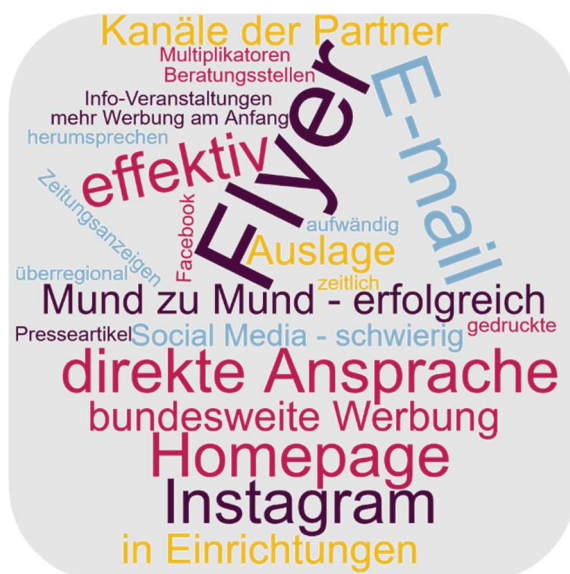 Kanäle der Partner
Multiplikatoren
Beratungsstellen
Info-Veranstaltungen
mehr Werbung am Anfang
herumsprechen
effektiv
Flyer
E-mail
Zeitungsanzeigen
Facebook
aufwändig
Auslage
überregional
zeitlich
Mund zu Mund - erfolgreich
Presseartikel
Social Media - schwierig
gedruckte
direkte Ansprache
bundesweite Werbung
Homepage
Instagram
in Einrichtungen